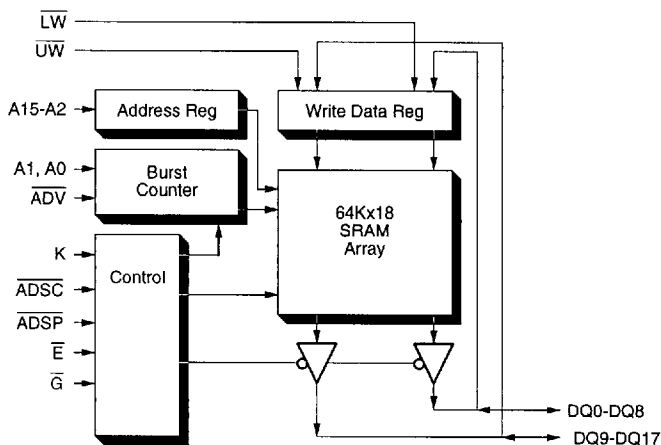 LW
UW
A15-A2
Address Reg
Write Data Reg
A1, A0
ADV
Burst
Counter
64Kx18
SRAM
Array
K
ADSC
ADSP
E
G
Control
DQ0-DQ8
DQ9-DQ17